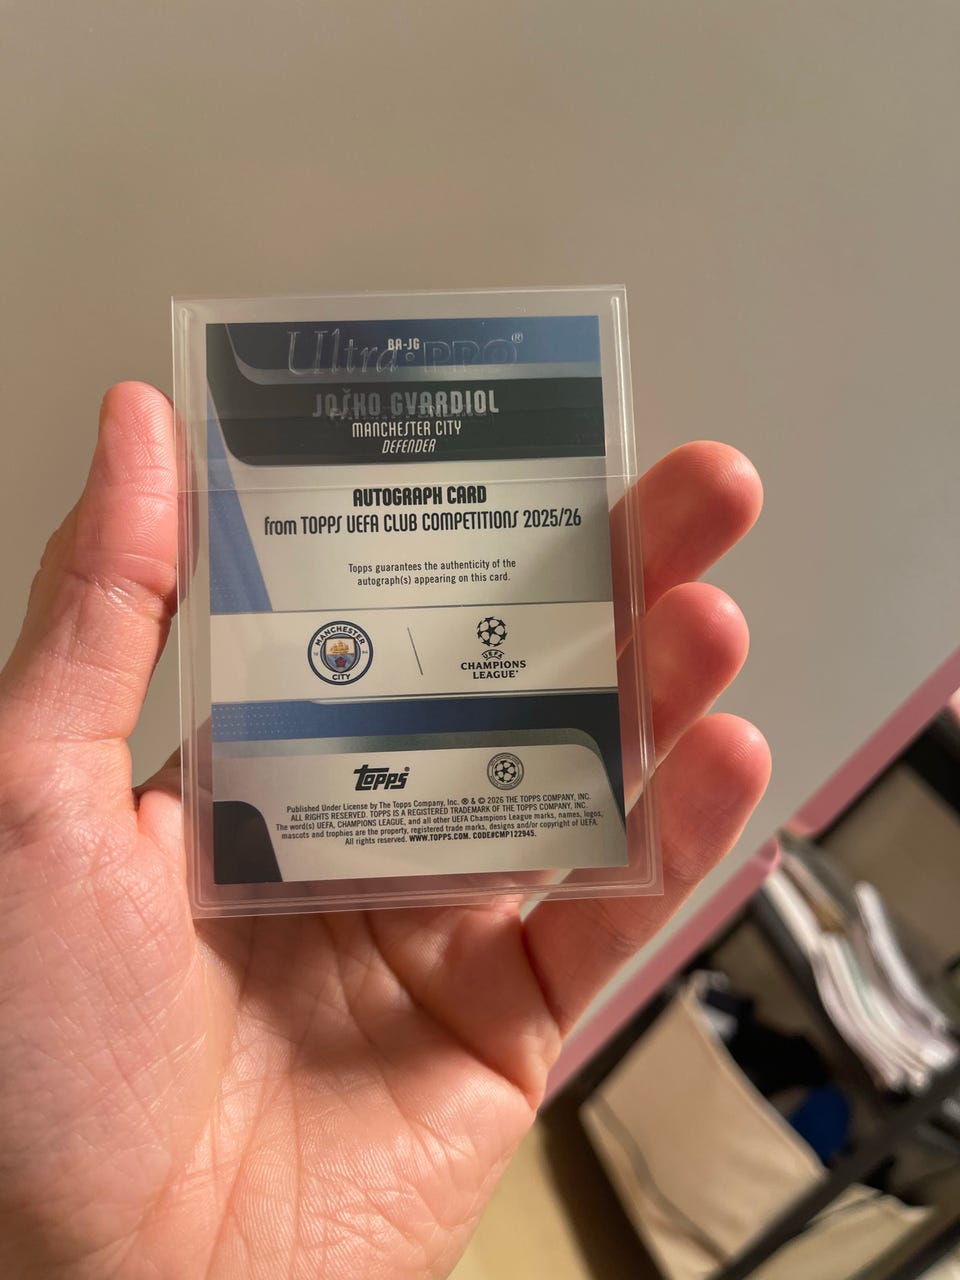 Ultra·PRO®
BA-JG
JOŠKO GVARDIOL
MANCHESTER CITY
DEFENDER
AUTOGRAPH CARD
from TOPPS UEFA CLUB COMPETITIONS 2025/26
Topps guarantees the authenticity of the
autograph(s) appearing on this card.
MANCHESTER
CITY
UEFA
CHAMPIONS
LEAGUE®
topps®
Published Under License by The Topps Company, Inc. ® & © 2026 THE TOPPS COMPANY, INC.
ALL RIGHTS RESERVED. TOPPS IS A REGISTERED TRADEMARK OF THE TOPPS COMPANY, INC.
The word(s) UEFA, CHAMPIONS LEAGUE, and all other UEFA Champions League marks, names, logos,
mascots and trophies are the property, registered trade marks, designs and/or copyright of UEFA.
All rights reserved. WWW.TOPPS.COM. CODE#CMP122945.